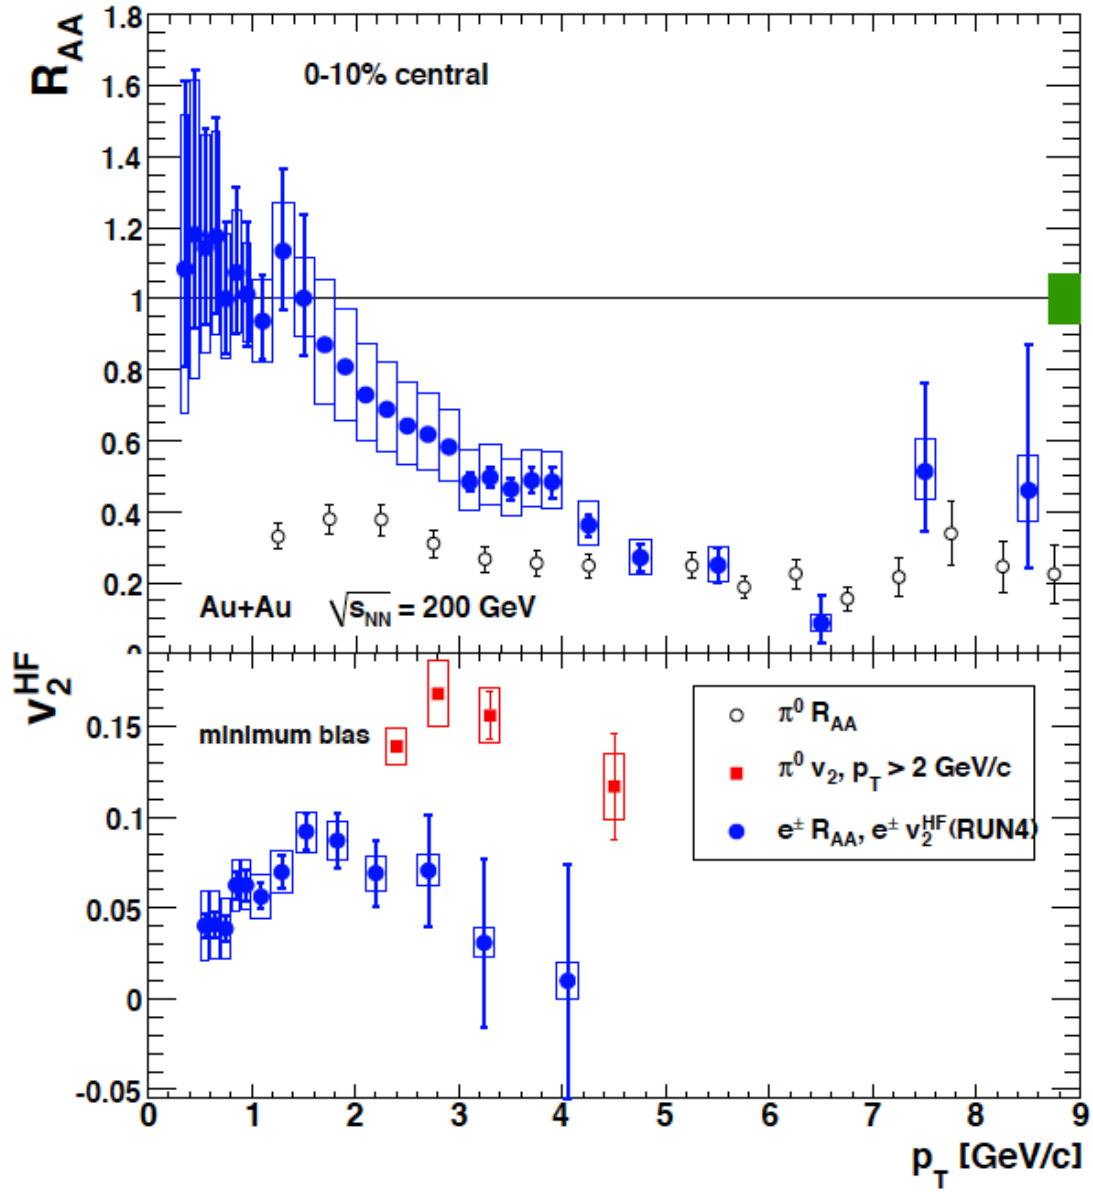 R_AA
1.8
1.6
1.4
1.2
1
0.8
0.6
0.4
0.2
0
0-10% central
Au+Au √s_NN = 200 GeV
v_2^HF
0.15
0.1
0.05
0
-0.05
minimum bias
π⁰ R_AA
π⁰ v_2, p_T > 2 GeV/c
e± R_AA, e± v_2^HF (RUN4)
0 1 2 3 4 5 6 7 8 9
p_T [GeV/c]